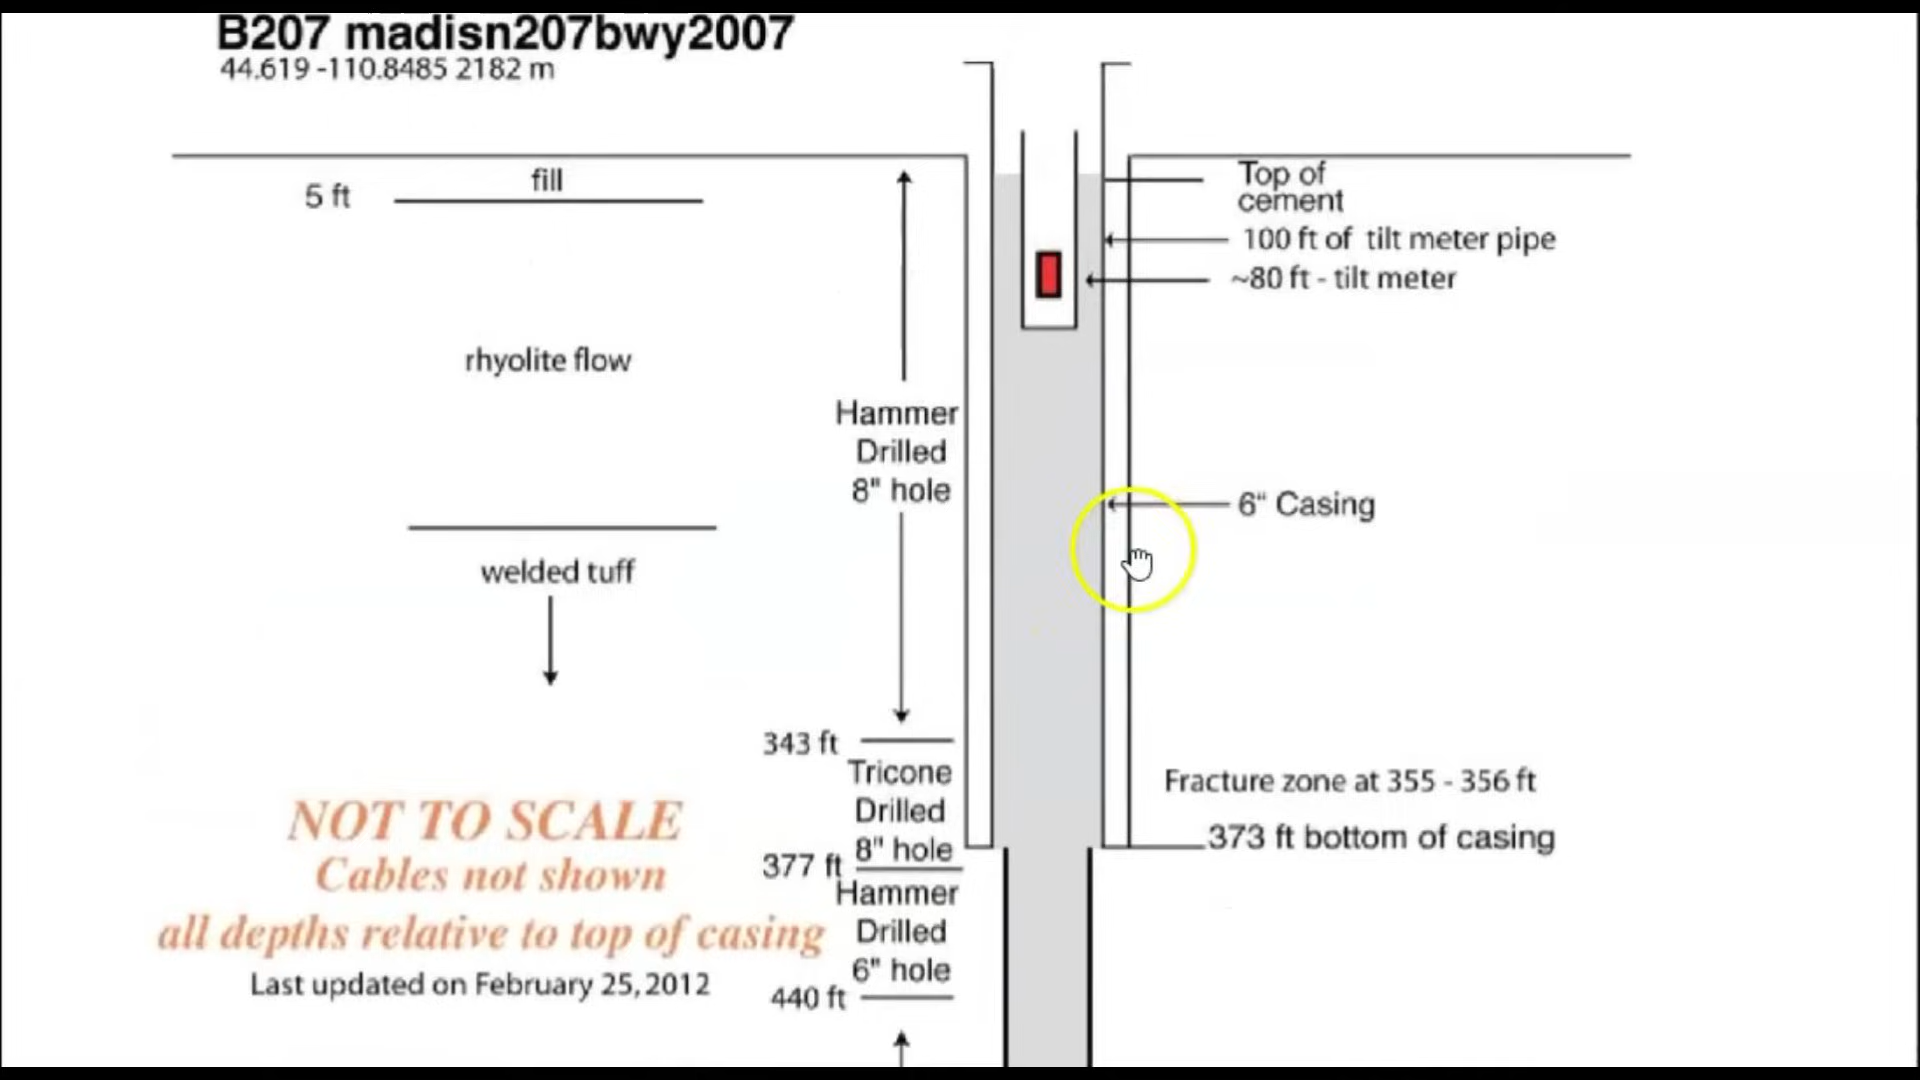 B207 madisn207bwy2007
44.619 -110.8485 2182 m
fill
5 ft
rhyolite flow
welded tuff
Hammer
Drilled
8" hole
343 ft
Tricone
Drilled
8" hole
377 ft
Hammer
Drilled
6" hole
440 ft
Top of
cement
100 ft of tilt meter pipe
~80 ft - tilt meter
6“ Casing
Fracture zone at 355 - 356 ft
373 ft bottom of casing
NOT TO SCALE
Cables not shown
all depths relative to top of casing
Last updated on February 25, 2012